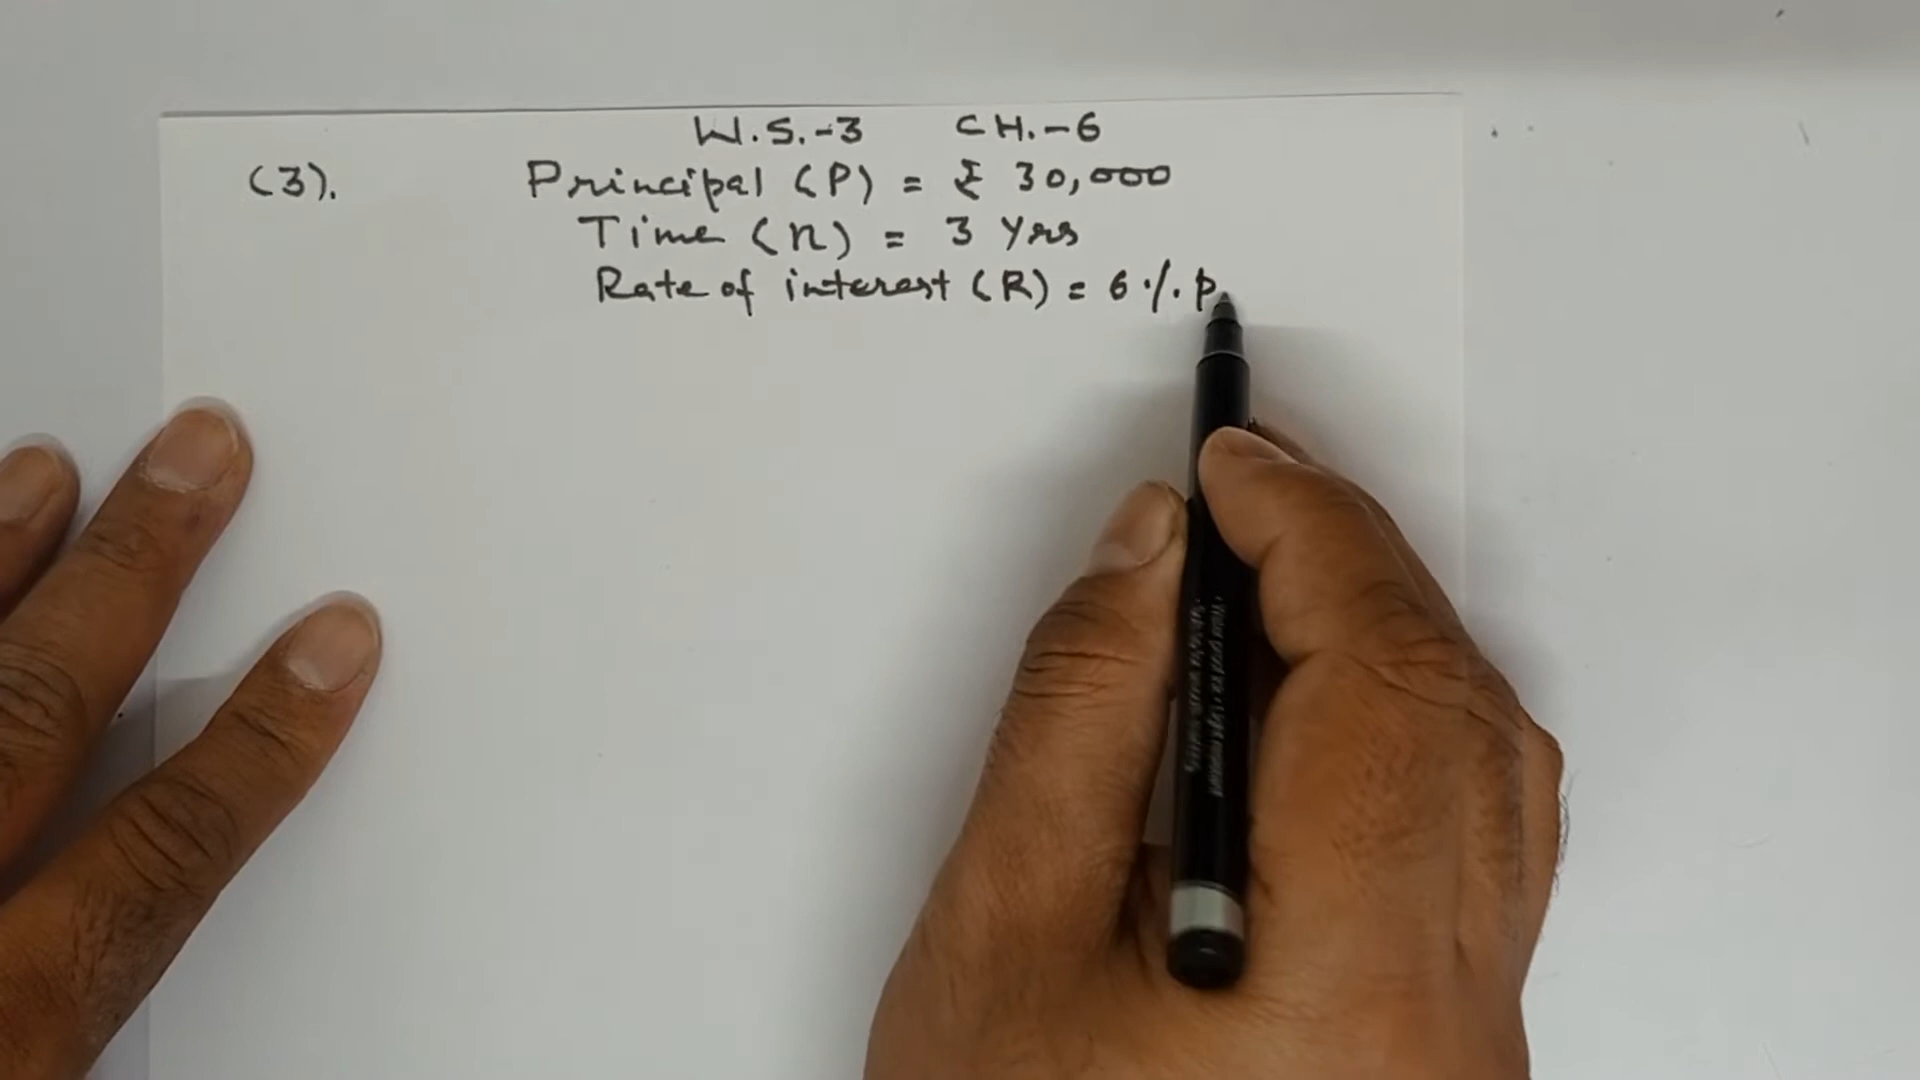 W.S.-3 CH.-6
(3). Principal (P) = ₹ 30,000
Time (n) = 3 Yrs
Rate of interest (R) = 6 % p